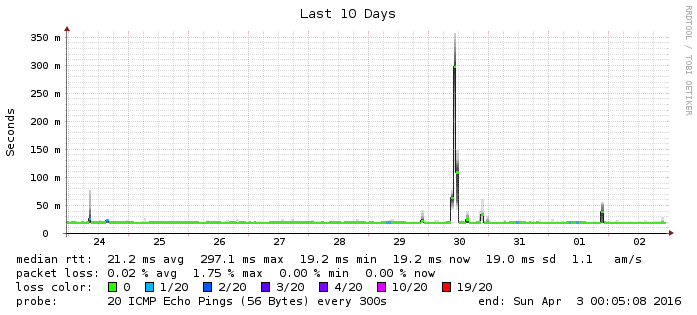 Last 10 Days
RRDTOOL / TOBI OETIKER
Seconds
350 m
300 m
250 m
200 m
150 m
100 m
50 m
0
24 25 26 27 28 29 30 31 01 02
median rtt: 21.2 ms avg 297.1 ms max 19.2 ms min 19.2 ms now 19.0 ms sd 1.1 am/s
packet loss: 0.02 % avg 1.75 % max 0.00 % min 0.00 % now
loss color: 0 1/20 2/20 3/20 4/20 10/20 19/20
probe: 20 ICMP Echo Pings (56 Bytes) every 300s end: Sun Apr 3 00:05:08 2016